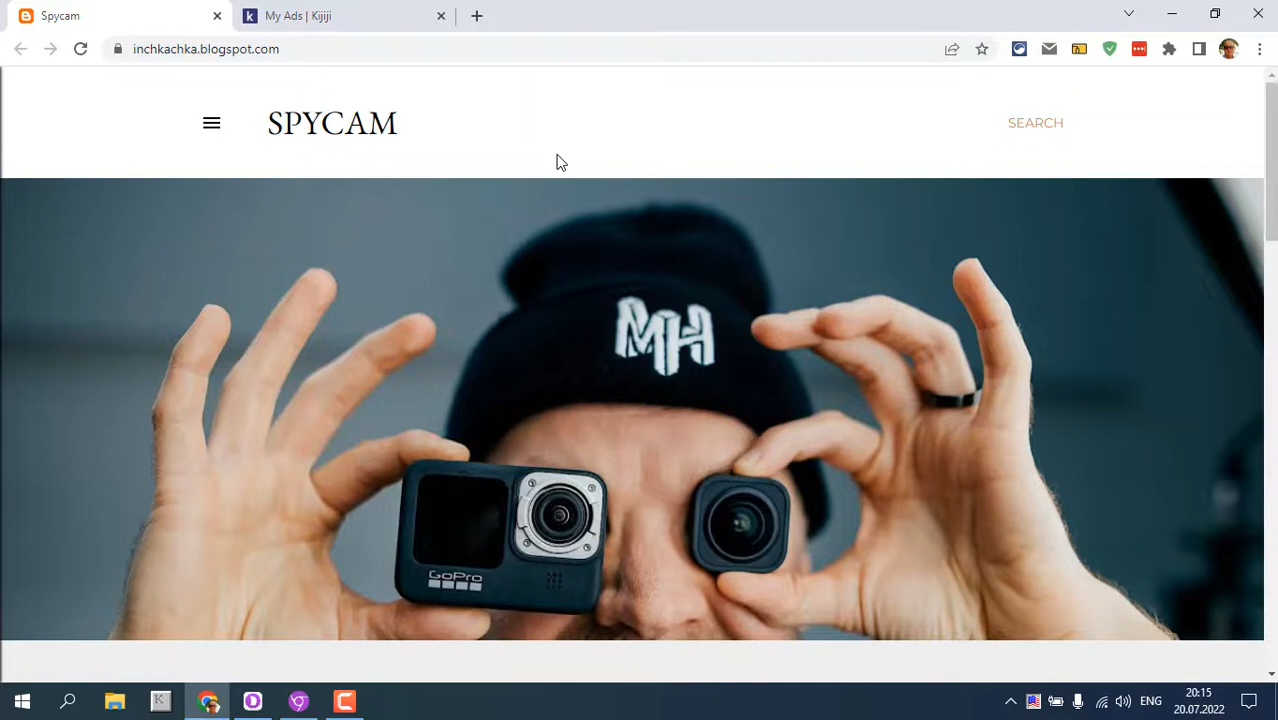 Spycam
My Ads | Kijiji
inchkachka.blogspot.com
SPYCAM
SEARCH
MH
GoPro
ENG
20:15
20.07.2022